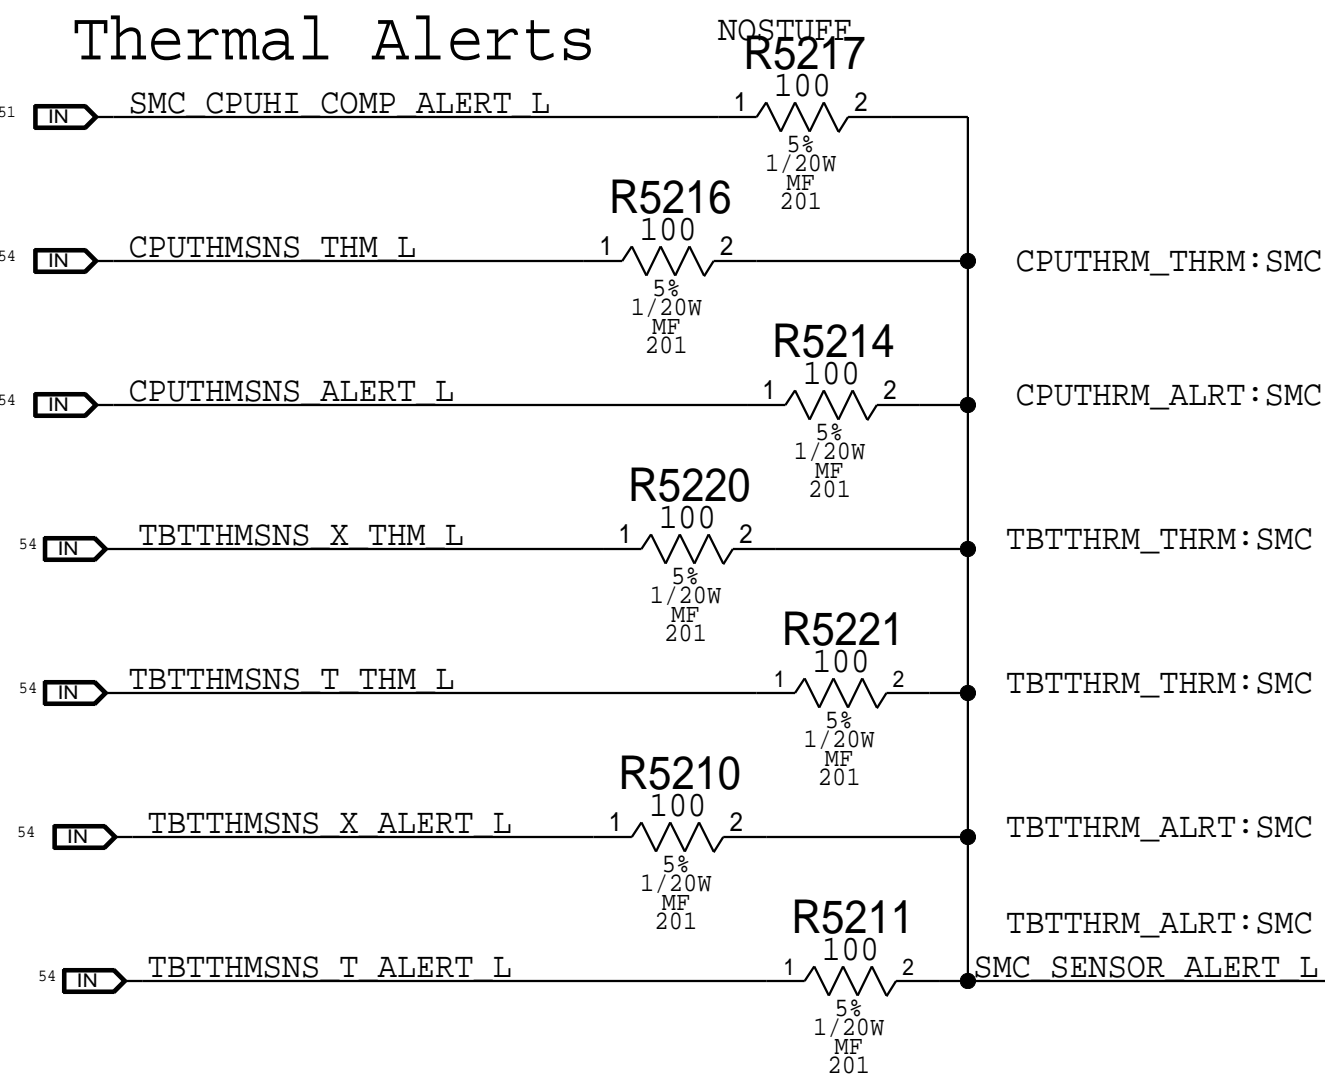 Thermal Alerts
NOSTUFF
R5217
100
51 IN SMC_CPUHI_COMP_ALERT_L 1 2
5%
1/20W
MF
201
R5216
100
54 IN CPUTHMSNS_THM_L 1 2 CPUTHRM_THRM:SMC
5%
1/20W
MF
201
R5214
100
54 IN CPUTHMSNS_ALERT_L 1 2 CPUTHRM_ALRT:SMC
5%
1/20W
MF
201
R5220
100
54 IN TBTTHMSNS_X_THM_L 1 2 TBTTHRM_THRM:SMC
5%
1/20W
MF
201
R5221
100
54 IN TBTTHMSNS_T_THM_L 1 2 TBTTHRM_THRM:SMC
5%
1/20W
MF
201
R5210
100
54 IN TBTTHMSNS_X_ALERT_L 1 2 TBTTHRM_ALRT:SMC
5%
1/20W
MF
201
R5211
TBTTHRM_ALRT:SMC
100
54 IN TBTTHMSNS_T_ALERT_L 1 2 SMC_SENSOR_ALERT_L
5%
1/20W
MF
201